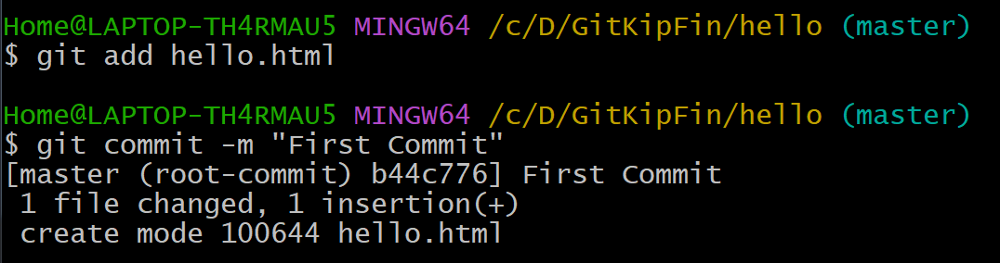 Home@LAPTOP-TH4RMAU5 MINGW64 /c/D/GitKipFin/hello (master)
$ git add hello.html
Home@LAPTOP-TH4RMAU5 MINGW64 /c/D/GitKipFin/hello (master)
$ git commit -m "First Commit"
[master (root-commit) b44c776] First Commit
 1 file changed, 1 insertion(+)
 create mode 100644 hello.html